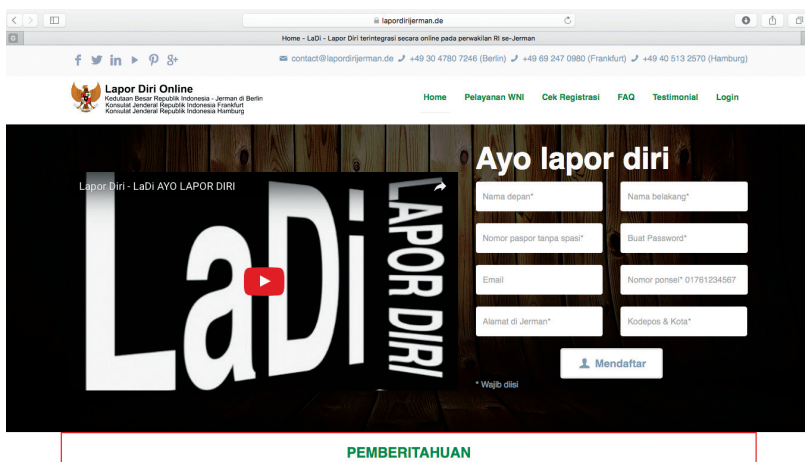 lapordirijerman.de
Home - LaDi - Lapor Diri terintegrasi secara online pada perwakilan RI se-Jerman
contact@lapordirijerman.de +49 30 4780 7246 (Berlin) +49 69 247 0980 (Frankfurt) +49 40 513 2570 (Hamburg)
Lapor Diri Online
Kedutaan Besar Republik Indonesia - Jerman di Berlin
Konsulat Jenderal Republik Indonesia Frankfurt
Konsulat Jenderal Republik Indonesia Hamburg
Home Pelayanan WNI Cek Registrasi FAQ Testimonial Login
Lapor Diri - LaDi AYO LAPOR DIRI
LaDi
LAPOR DIRI
Ayo lapor diri
Nama depan* Nama belakang*
Nomor paspor tanpa spasi* Buat Password*
Email Nomor ponsel* 01761234567
Alamat di Jerman* Kodepos & Kota*
Mendaftar
* Wajib diisi
PEMBERITAHUAN